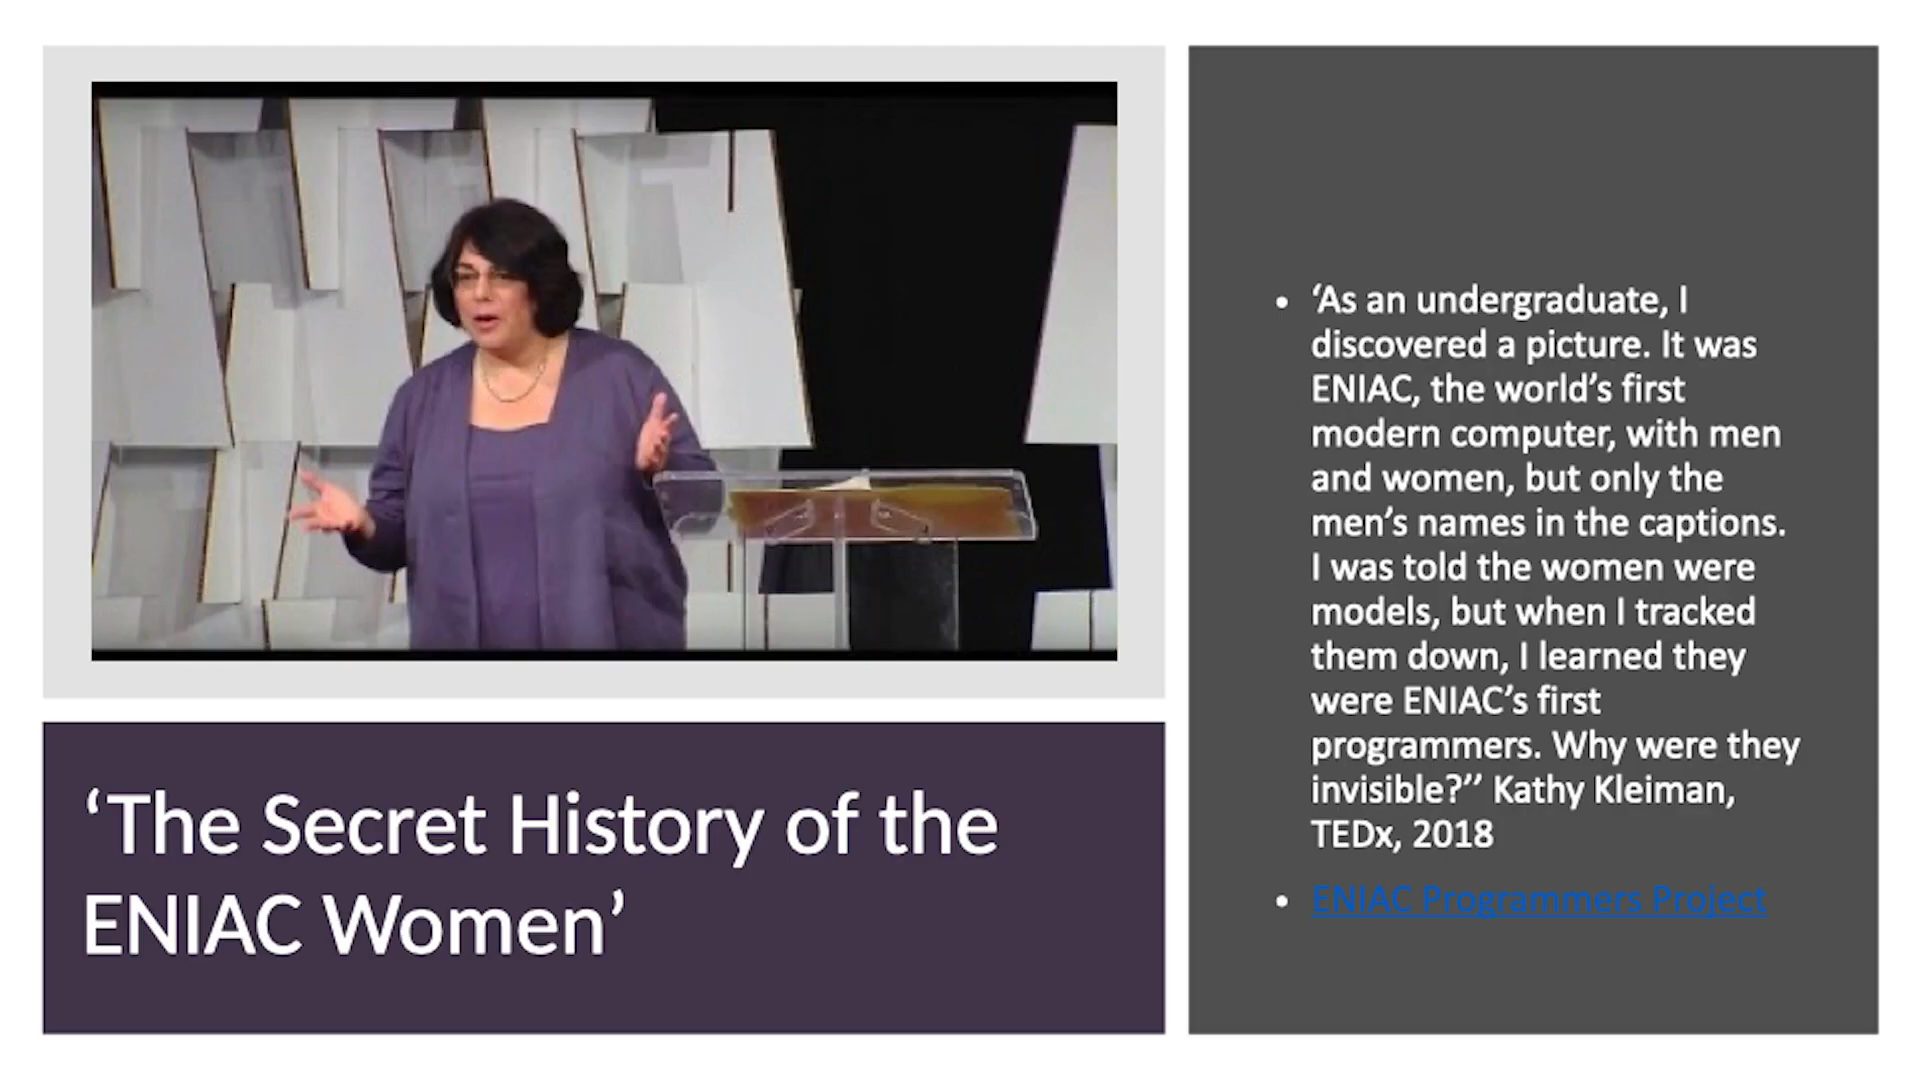 ‘The Secret History of the
ENIAC Women’
• ‘As an undergraduate, I
discovered a picture. It was
ENIAC, the world’s first
modern computer, with men
and women, but only the
men’s names in the captions.
I was told the women were
models, but when I tracked
them down, I learned they
were ENIAC’s first
programmers. Why were they
invisible?’’ Kathy Kleiman,
TEDx, 2018
• ENIAC Programmers Project